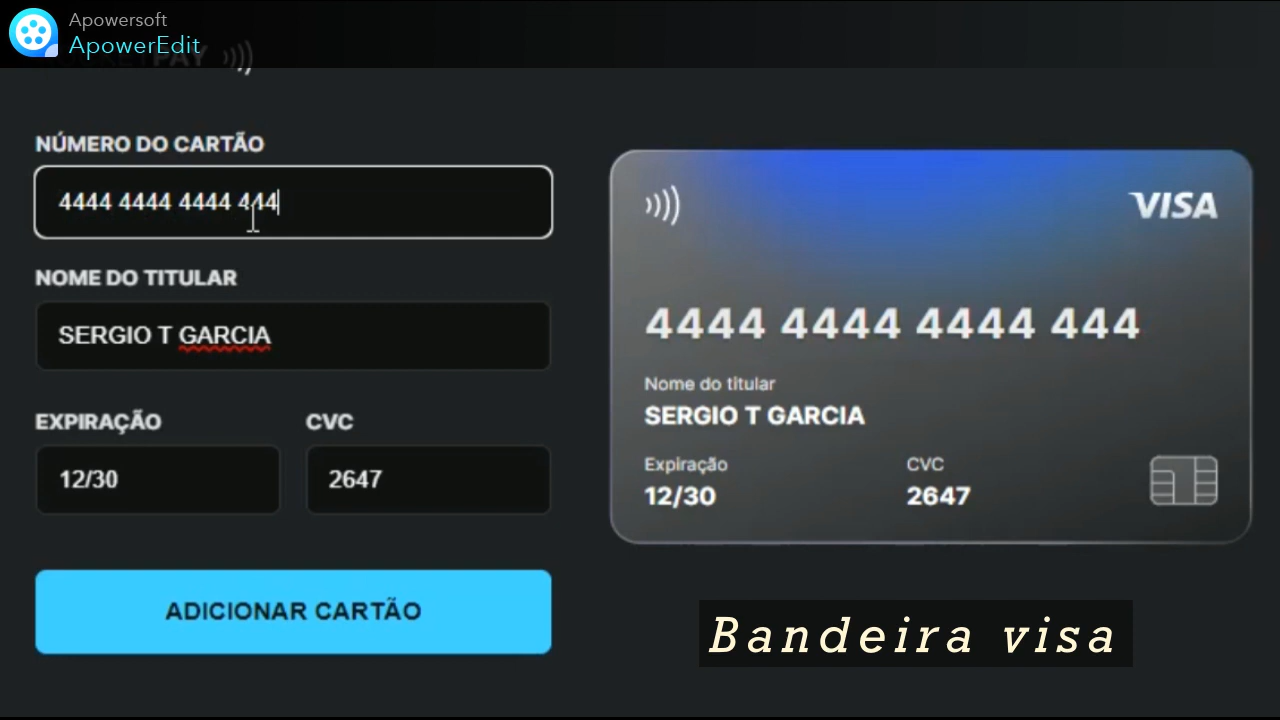 Apowersoft
ApowerEdit
PAY
NÚMERO DO CARTÃO
4444 4444 4444 444
NOME DO TITULAR
SERGIO T GARCIA
EXPIRAÇÃO CVC
12/30 2647
ADICIONAR CARTÃO
VISA
4444 4444 4444 444
Nome do titular
SERGIO T GARCIA
Expiração CVC
12/30 2647
Bandeira visa